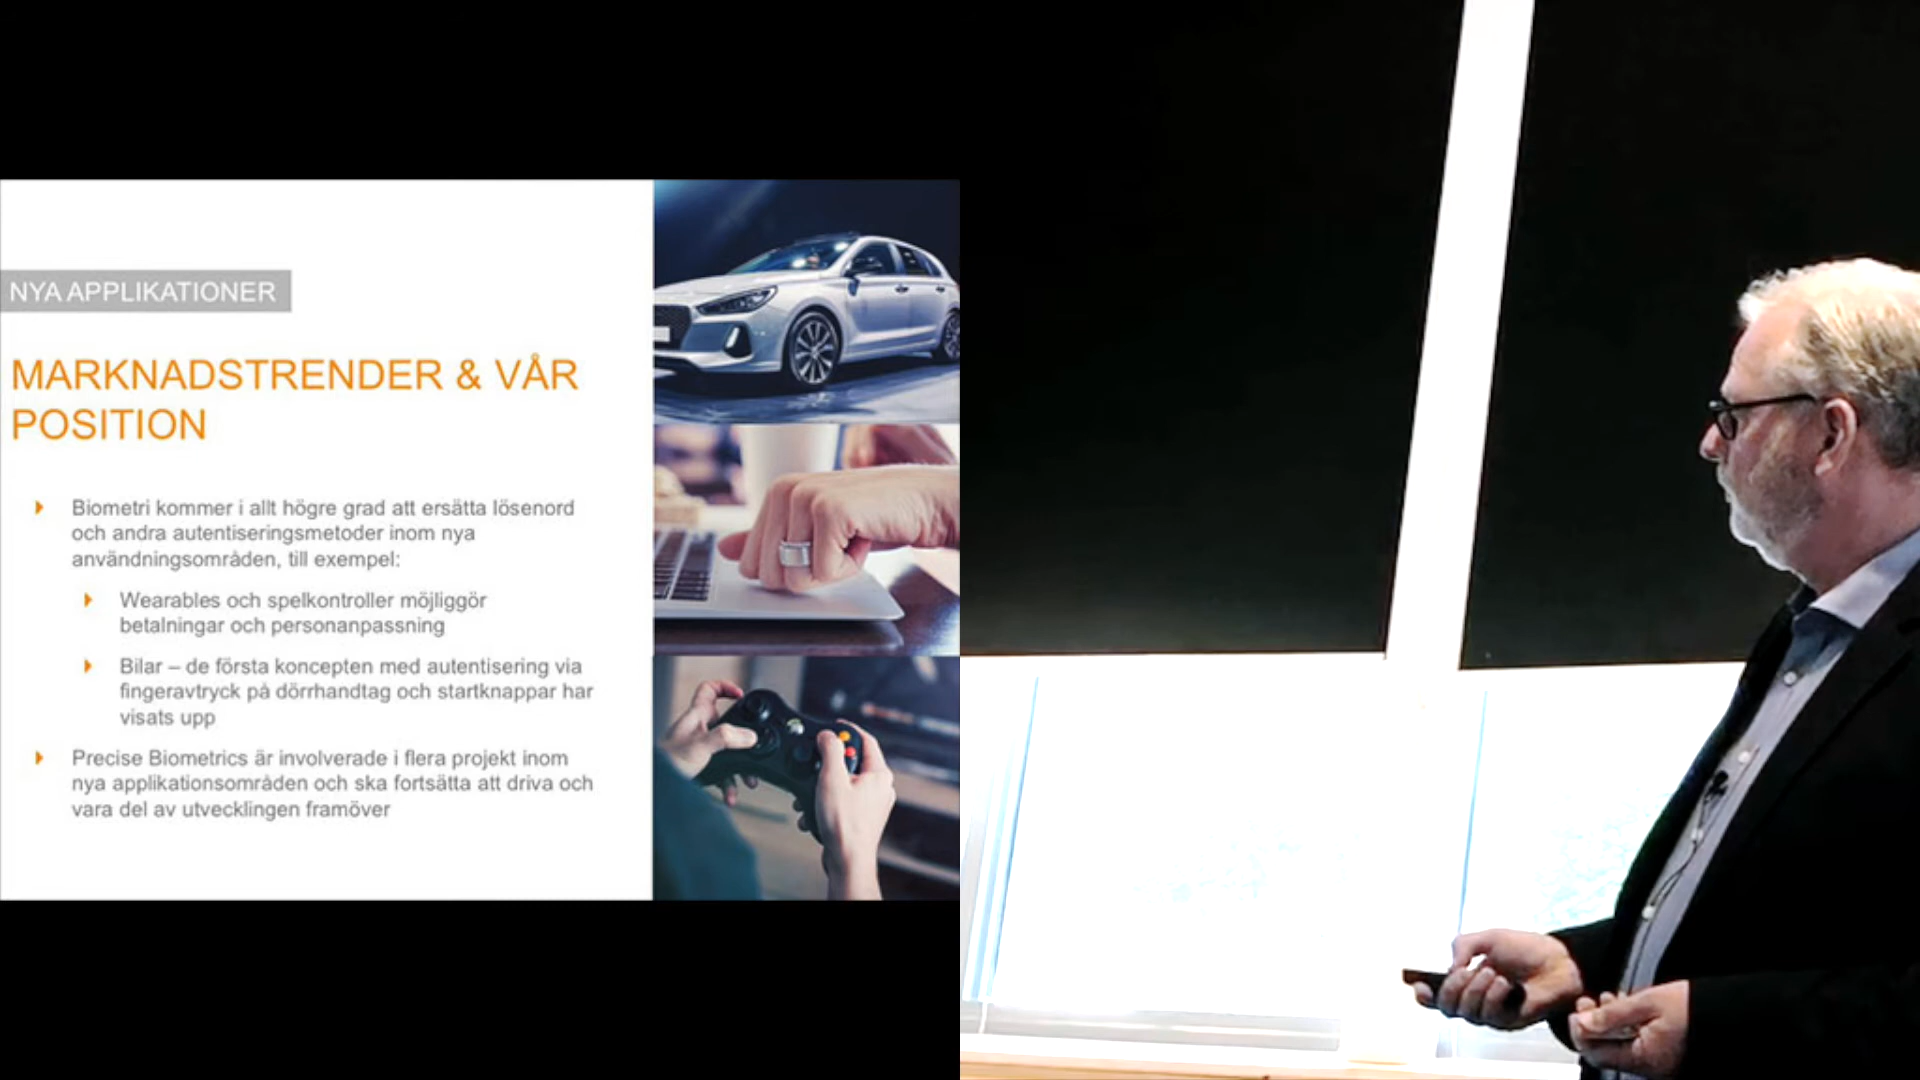 NYA APPLIKATIONER
MARKNADSTRENDER & VÅR
POSITION
Biometri kommer i allt högre grad att ersätta lösenord
och andra autentiseringsmetoder inom nya
användningsområden, till exempel:
Wearables och spelkontroller möjliggör
betalningar och personanpassning
Bilar – de första koncepten med autentisering via
fingeravtryck på dörrhandtag och startknappar har
visats upp
Precise Biometrics är involverade i flera projekt inom
nya applikationsområden och ska fortsätta att driva och
vara del av utvecklingen framöver